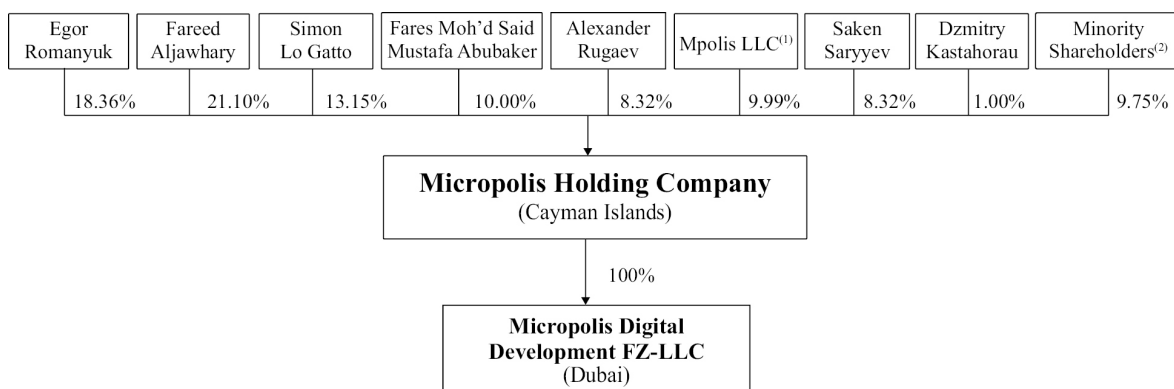 Egor
Romanyuk
Fareed
Aljawhary
Simon
Lo Gatto
Fares Moh’d Said
Mustafa Abubaker
Alexander
Rugaev
Mpolis LLC(1)
Saken
Saryyev
Dzmitry
Kastahorau
Minority
Shareholders(2)
18.36%
21.10%
13.15%
10.00%
8.32%
9.99%
8.32%
1.00%
9.75%
Micropolis Holding Company
(Cayman Islands)
100%
Micropolis Digital
Development FZ-LLC
(Dubai)